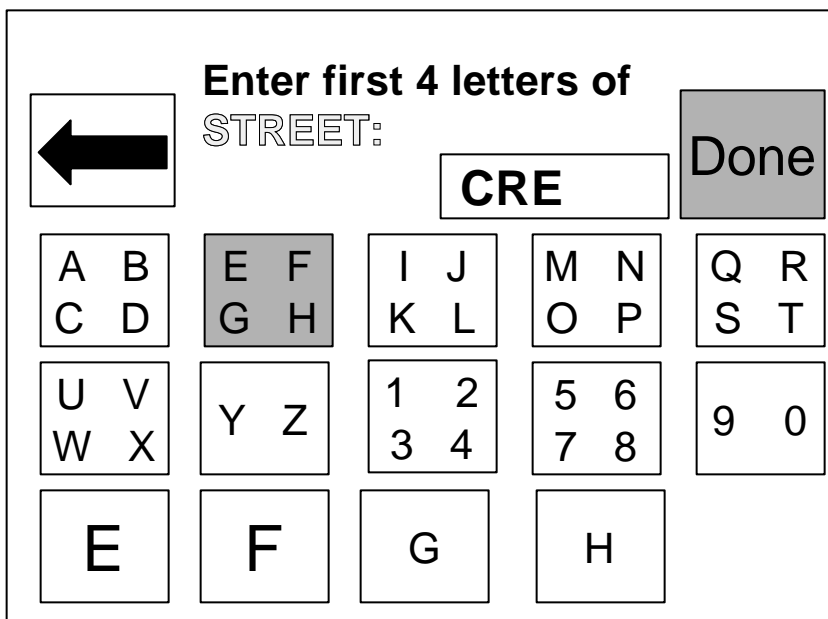 Enter first 4 letters of
STREET:
Done
CRE
A B E F I J M N Q R
C D G H K L O P S T
U V Y Z 1 2 5 6 9 0
W X 3 4 7 8
E F G H